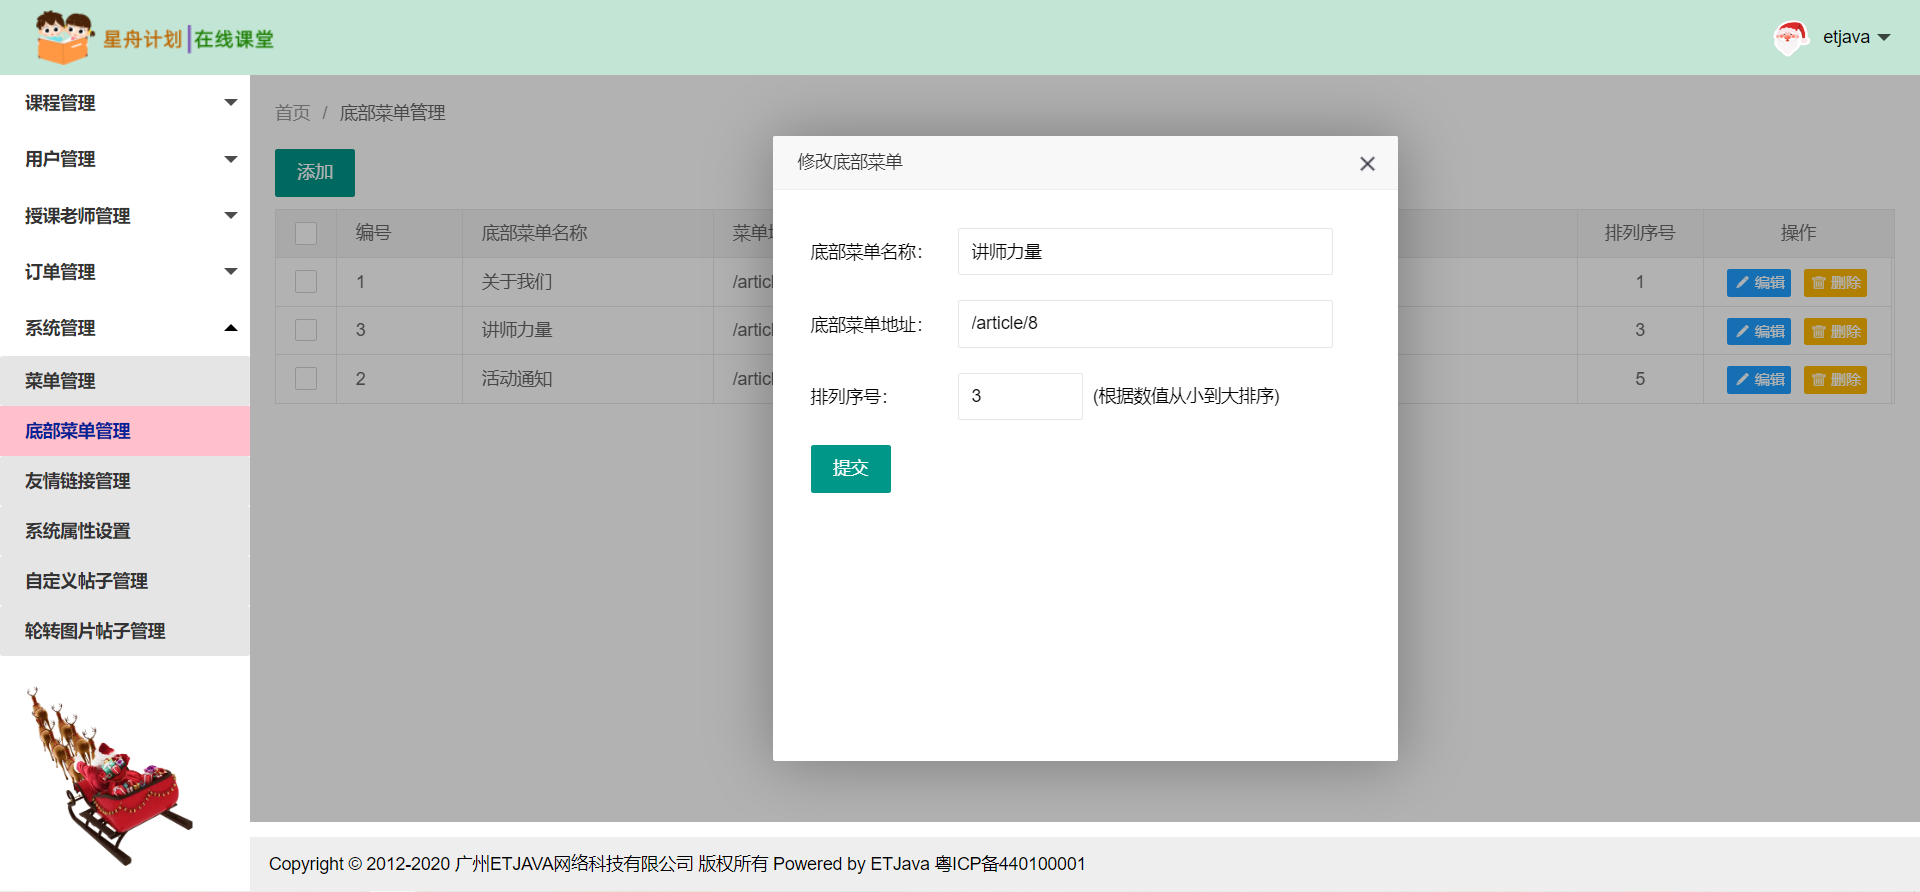 星舟计划 | 在线课堂
etjava
课程管理
用户管理
授课老师管理
订单管理
系统管理
菜单管理
底部菜单管理
友情链接管理
系统属性设置
自定义帖子管理
轮转图片帖子管理
首页 / 底部菜单管理
添加
编号 底部菜单名称 菜单 排列序号 操作
1 关于我们 /artic 1 编辑 删除
3 讲师力量 /artic 3 编辑 删除
2 活动通知 /artic 5 编辑 删除
修改底部菜单
底部菜单名称: 讲师力量
底部菜单地址: /article/8
排列序号: 3 (根据数值从小到大排序)
提交
Copyright © 2012-2020 广州ETJAVA网络科技有限公司 版权所有 Powered by ETJava 粤ICP备440100001